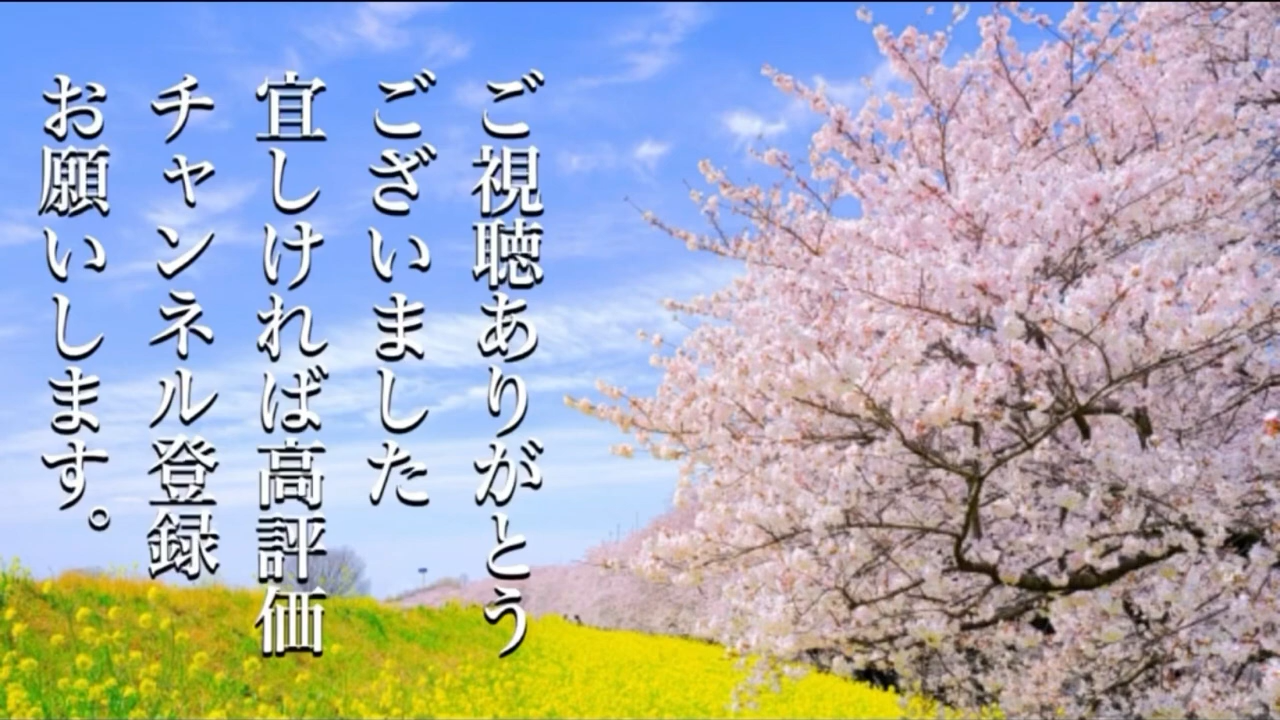 ご視聴ありがとう
ございました
宜しければ高評価
チャンネル登録
お願いします。